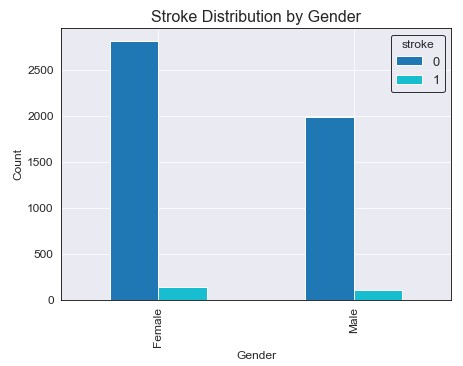 Stroke Distribution by Gender
stroke
0
1
2500
2000
1500
1000
500
0
Count
Female
Male
Gender